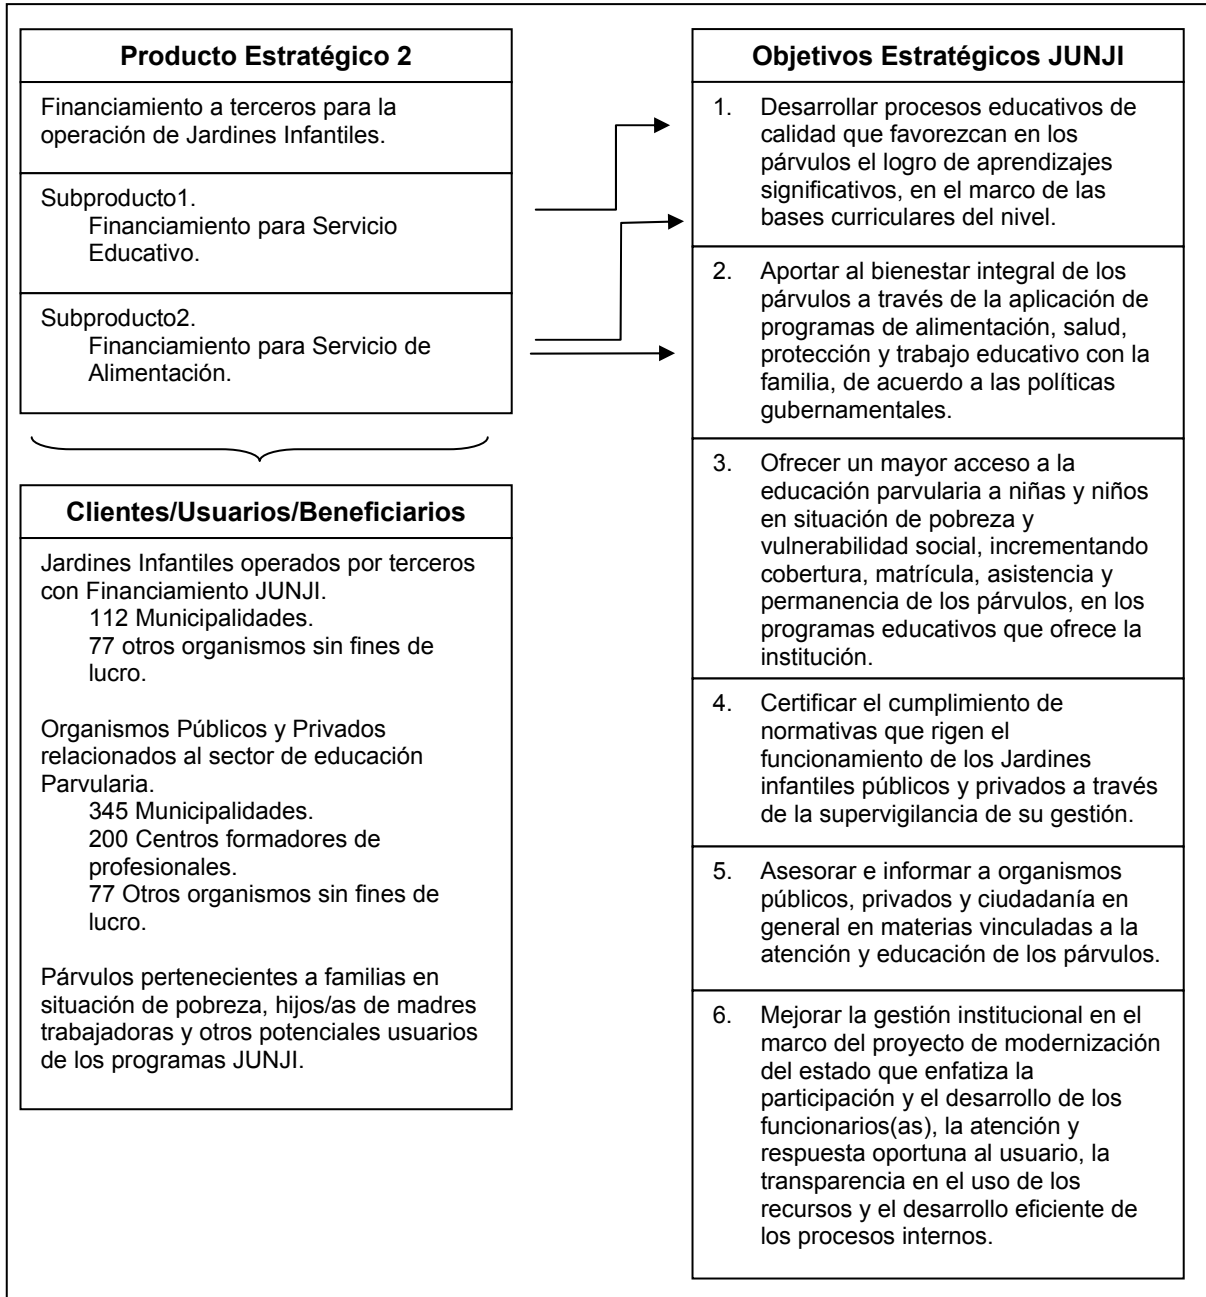 Producto Estratégico 2
Financiamiento a terceros para la
operación de Jardines Infantiles.
Subproducto1.
Financiamiento para Servicio
Educativo.
Subproducto2.
Financiamiento para Servicio de
Alimentación.
Clientes/Usuarios/Beneficiarios
Jardines Infantiles operados por terceros
con Financiamiento JUNJI.
112 Municipalidades.
77 otros organismos sin fines de
lucro.
Organismos Públicos y Privados
relacionados al sector de educación
Parvularia.
345 Municipalidades.
200 Centros formadores de
profesionales.
77 Otros organismos sin fines de
lucro.
Párvulos pertenecientes a familias en
situación de pobreza, hijos/as de madres
trabajadoras y otros potenciales usuarios
de los programas JUNJI.
Objetivos Estratégicos JUNJI
1. Desarrollar procesos educativos de
calidad que favorezcan en los
párvulos el logro de aprendizajes
significativos, en el marco de las
bases curriculares del nivel.
2. Aportar al bienestar integral de los
párvulos a través de la aplicación de
programas de alimentación, salud,
protección y trabajo educativo con la
familia, de acuerdo a las políticas
gubernamentales.
3. Ofrecer un mayor acceso a la
educación parvularia a niñas y niños
en situación de pobreza y
vulnerabilidad social, incrementando
cobertura, matrícula, asistencia y
permanencia de los párvulos, en los
programas educativos que ofrece la
institución.
4. Certificar el cumplimiento de
normativas que rigen el
funcionamiento de los Jardines
infantiles públicos y privados a través
de la supervigilancia de su gestión.
5. Asesorar e informar a organismos
públicos, privados y ciudadanía en
general en materias vinculadas a la
atención y educación de los párvulos.
6. Mejorar la gestión institucional en el
marco del proyecto de modernización
del estado que enfatiza la
participación y el desarrollo de los
funcionarios(as), la atención y
respuesta oportuna al usuario, la
transparencia en el uso de los
recursos y el desarrollo eficiente de
los procesos internos.